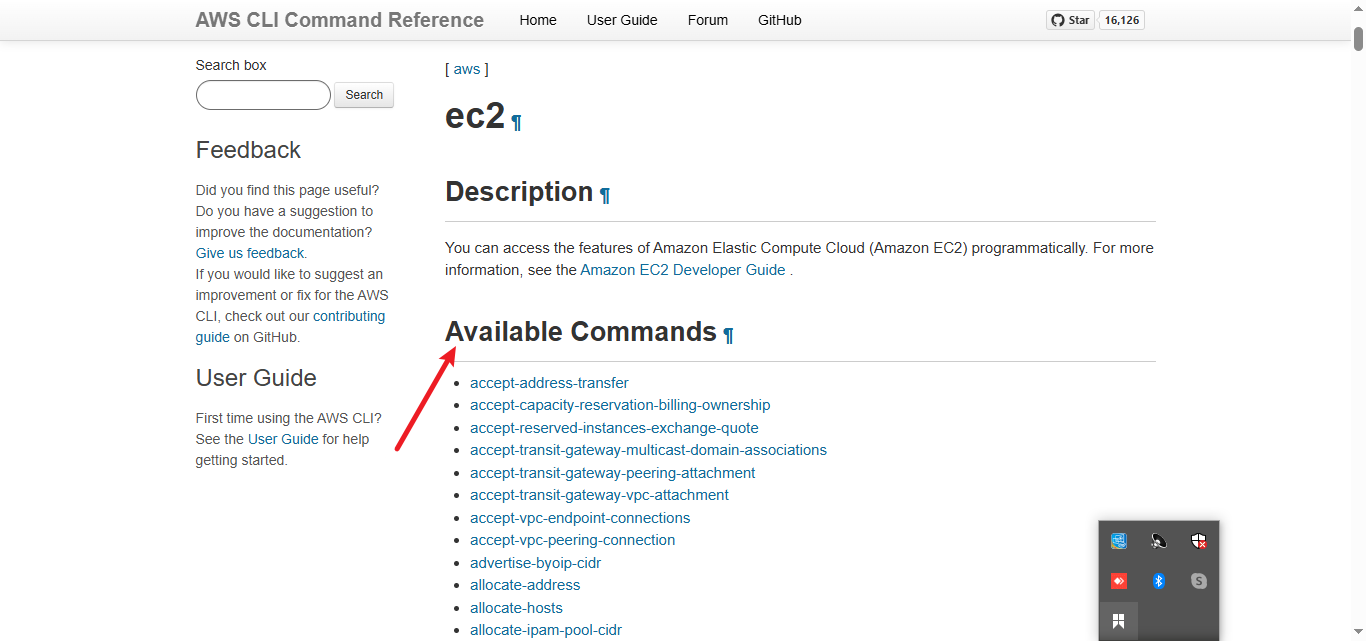 AWS CLI Command Reference
Home
User Guide
Forum
GitHub
Star
16,126
Search box
Search
Feedback
Did you find this page useful?
Do you have a suggestion to
improve the documentation?
Give us feedback.
If you would like to suggest an
improvement or fix for the AWS
CLI, check out our contributing
guide on GitHub.
User Guide
First time using the AWS CLI?
See the User Guide for help
getting started.
[ aws ]
ec2 ¶
Description ¶
You can access the features of Amazon Elastic Compute Cloud (Amazon EC2) programmatically. For more
information, see the Amazon EC2 Developer Guide .
Available Commands ¶
• accept-address-transfer
• accept-capacity-reservation-billing-ownership
• accept-reserved-instances-exchange-quote
• accept-transit-gateway-multicast-domain-associations
• accept-transit-gateway-peering-attachment
• accept-transit-gateway-vpc-attachment
• accept-vpc-endpoint-connections
• accept-vpc-peering-connection
• advertise-byoip-cidr
• allocate-address
• allocate-hosts
• allocate-ipam-pool-cidr
S